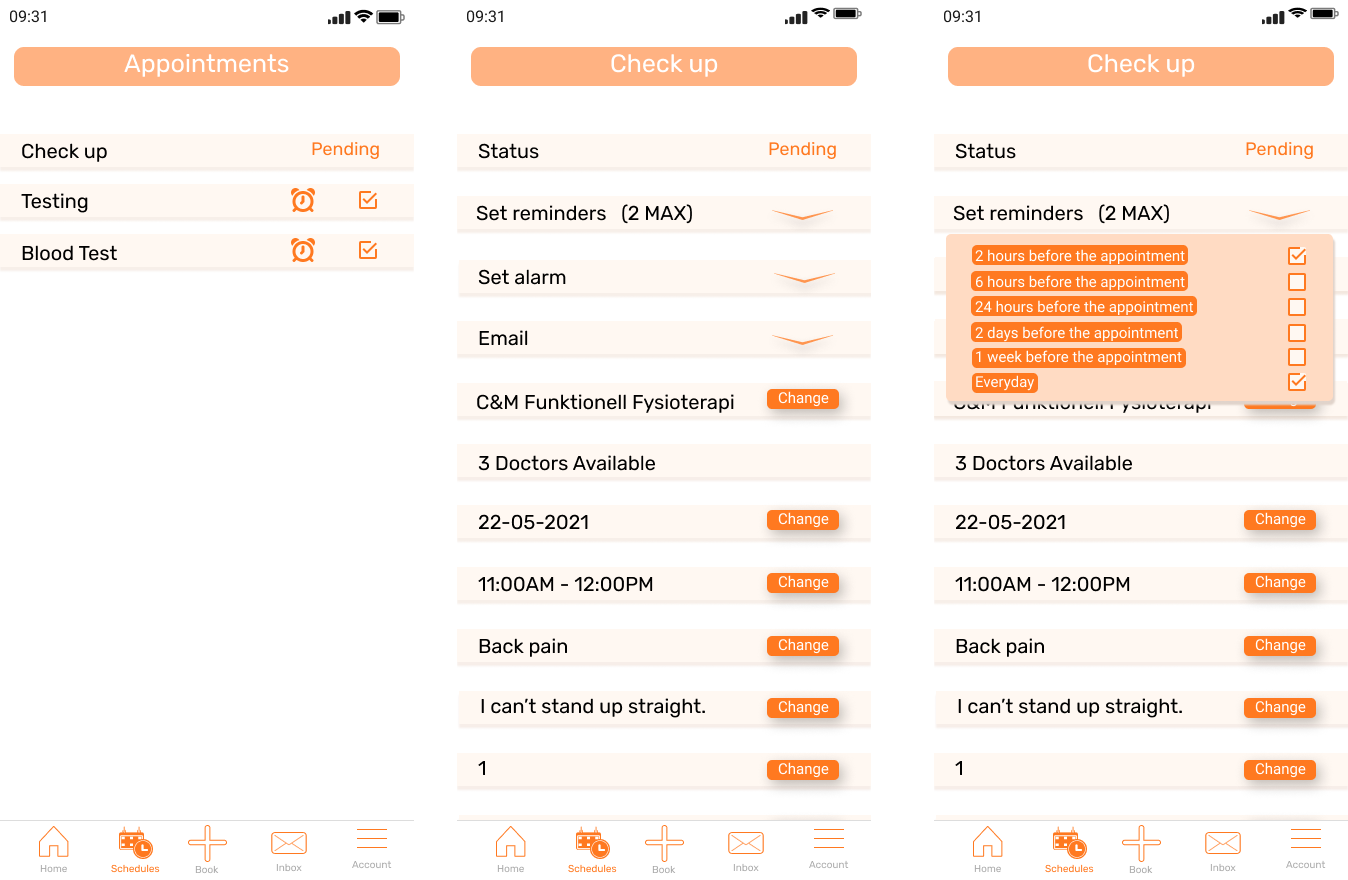 09:31
Appointments
Check up Pending
Testing
Blood Test
Home Schedules Book Inbox Account
09:31
Check up
Status Pending
Set reminders (2 MAX)
Set alarm
Email
C&M Funktionell Fysioterapi Change
3 Doctors Available
22-05-2021 Change
11:00AM - 12:00PM Change
Back pain Change
I can’t stand up straight. Change
1 Change
Home Schedules Book Inbox Account
09:31
Check up
Status Pending
Set reminders (2 MAX)
2 hours before the appointment
6 hours before the appointment
24 hours before the appointment
2 days before the appointment
1 week before the appointment
Everyday
C&M Funktionell Fysioterapi
3 Doctors Available
22-05-2021 Change
11:00AM - 12:00PM Change
Back pain Change
I can’t stand up straight. Change
1 Change
Home Schedules Book Inbox Account